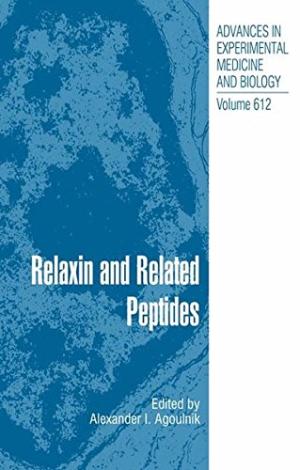 ADVANCES IN
EXPERIMENTAL
MEDICINE
AND BIOLOGY
Volume 612
Relaxin and Related
Peptides
Edited by
Alexander I. Agoulnik